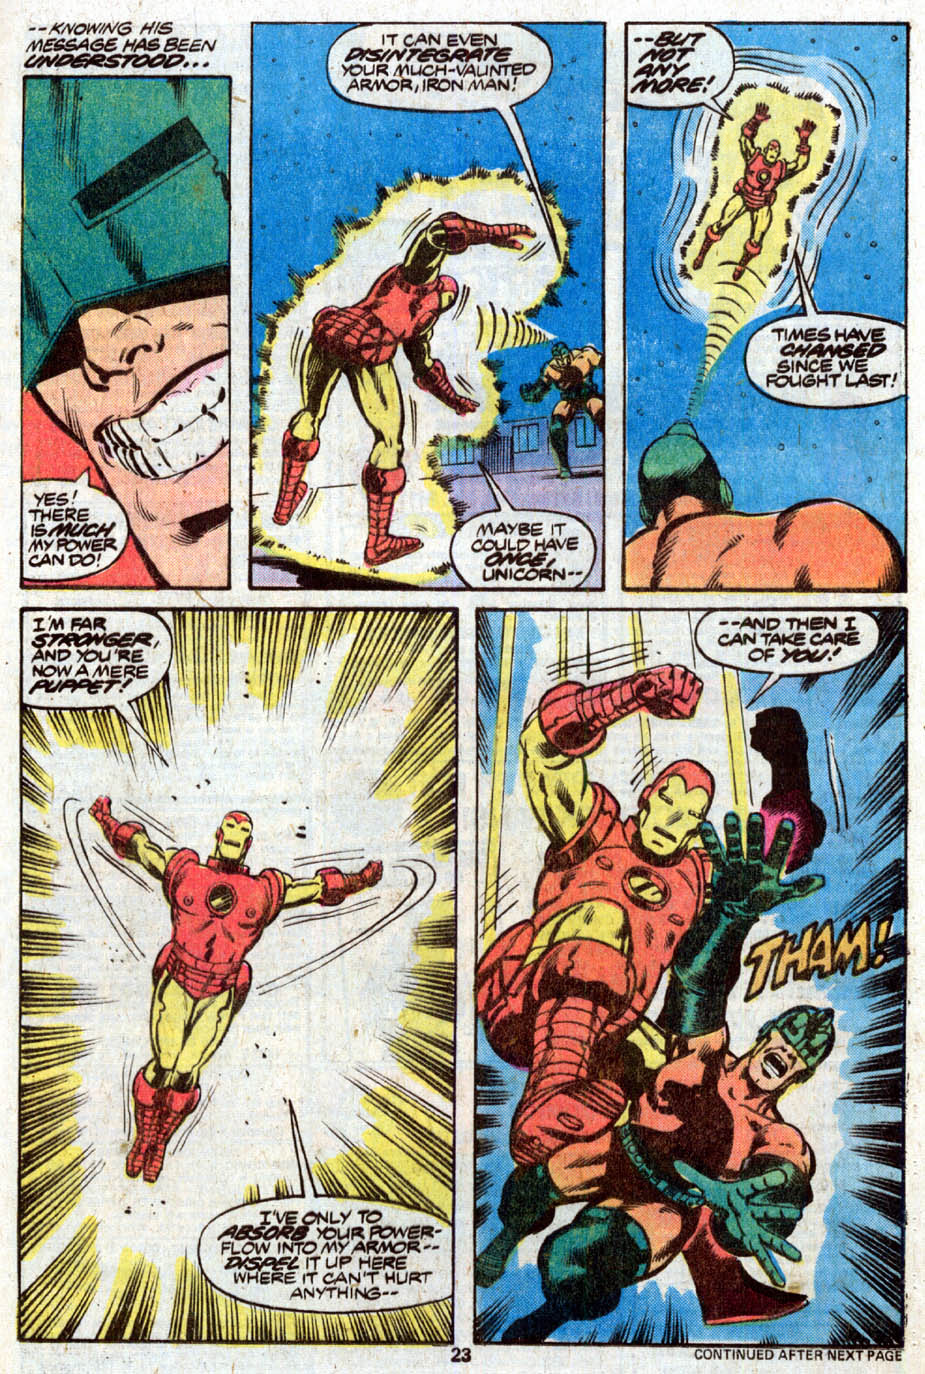 --KNOWING HIS
MESSAGE HAS BEEN
UNDERSTOOD...
YES!
THERE
IS MUCH
MY POWER
CAN DO!
IT CAN EVEN
DISINTEGRATE
YOUR MUCH-VAUNTED
ARMOR, IRON MAN!
MAYBE IT
COULD HAVE
ONCE,
UNICORN--
--BUT
NOT
ANY
MORE!
TIMES HAVE
CHANGED
SINCE WE
FOUGHT LAST!
I'M FAR
STRONGER,
AND YOU'RE
NOW A MERE
PUPPET!
I'VE ONLY TO
ABSORB YOUR POWER-
FLOW INTO MY ARMOR--
DISPEL IT UP HERE
WHERE IT CAN'T HURT
ANYTHING--
--AND THEN I
CAN TAKE CARE
OF YOU!
THAM!
23
CONTINUED AFTER NEXT PAGE